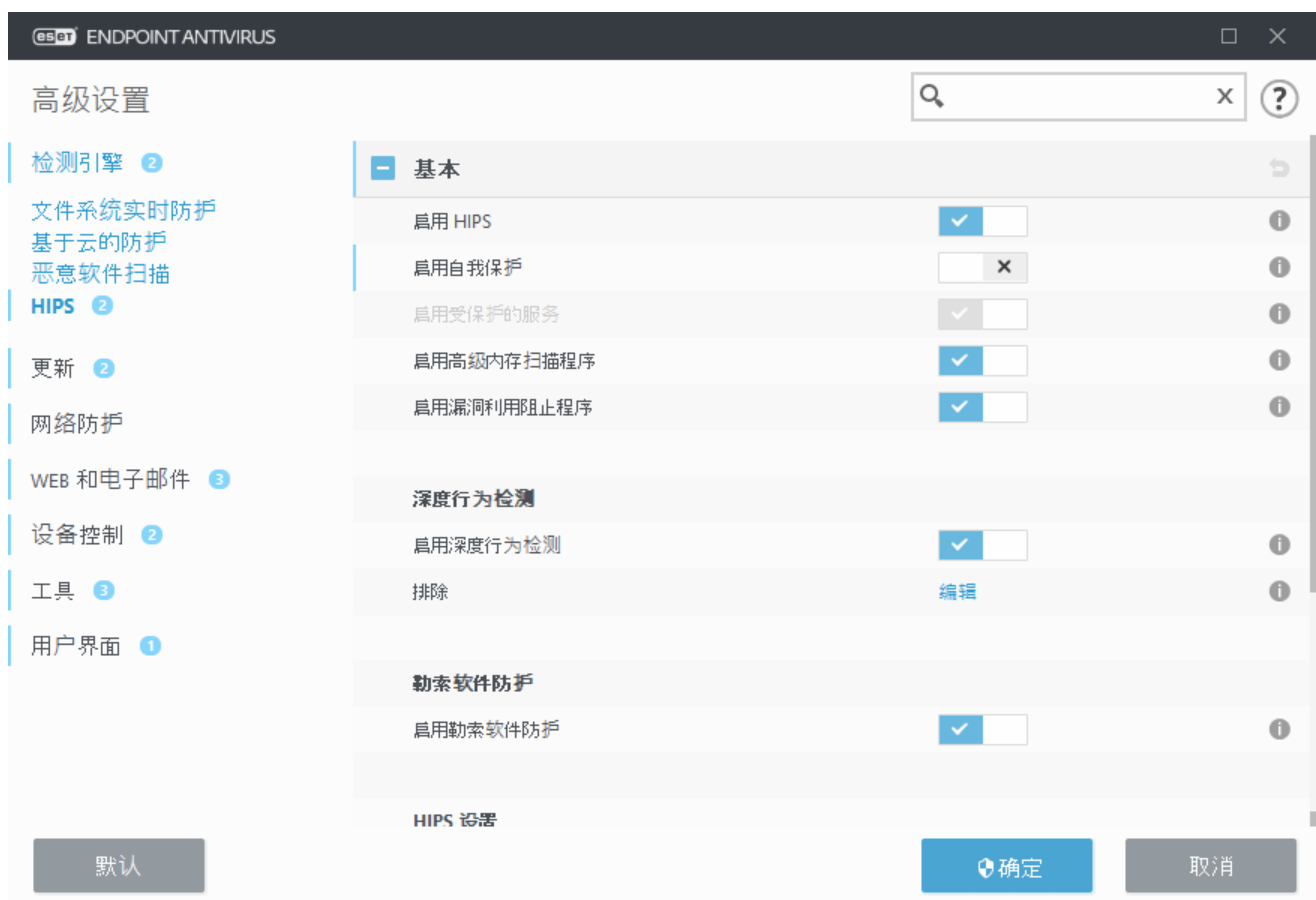 eset ENDPOINT ANTIVIRUS
高级设置
检测引擎 2
文件系统实时防护
基于云的防护
恶意软件扫描
HIPS 2
更新 2
网络防护
WEB 和电子邮件 3
设备控制 2
工具 3
用户界面 1
基本
启用 HIPS
启用自我保护
启用受保护的服务
启用高级内存扫描程序
启用漏洞利用阻止程序
深度行为检测
启用深度行为检测
排除 编辑
勒索软件防护
启用勒索软件防护
HIPS 设置
默认 确定 取消